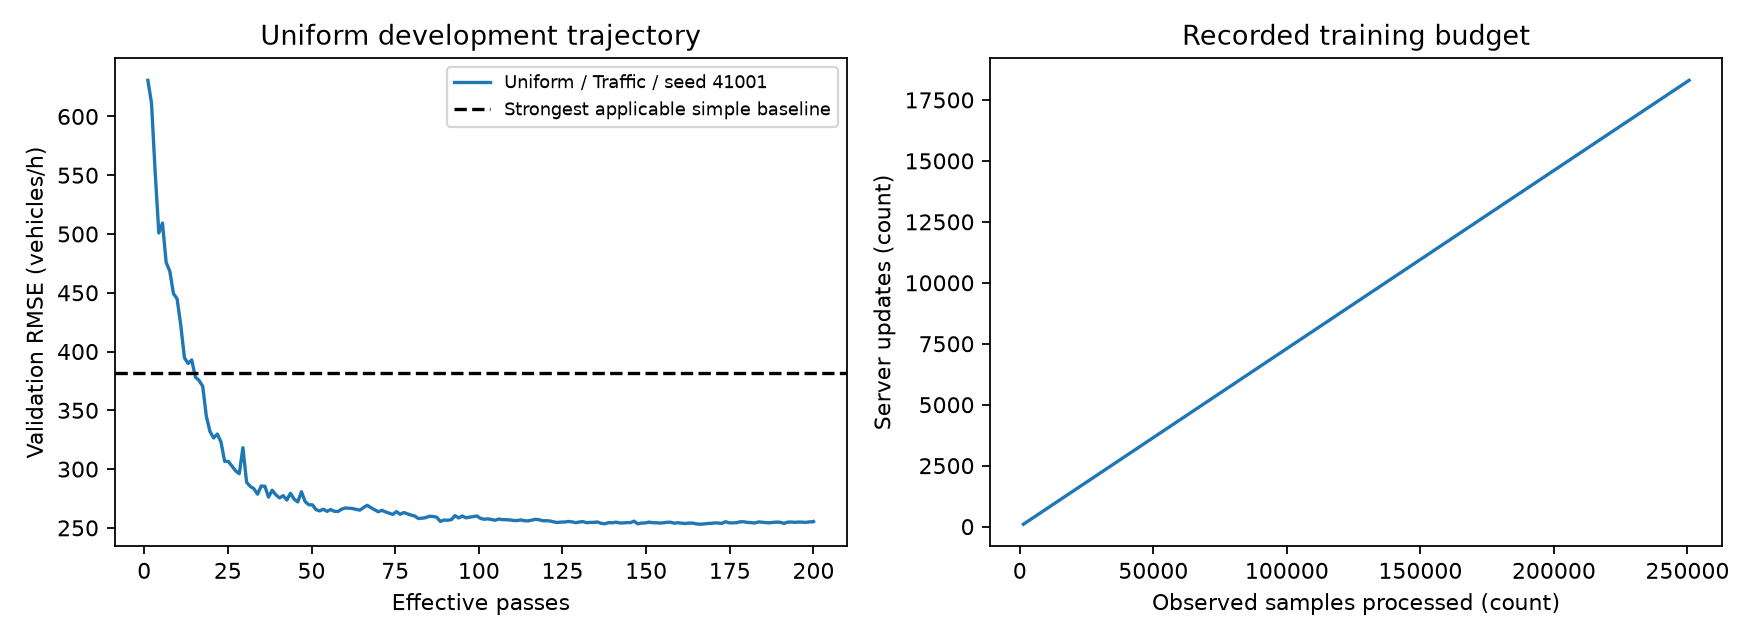 Uniform development trajectory
Uniform / Traffic / seed 41001
Strongest applicable simple baseline
Validation RMSE (vehicles/h)
600
550
500
450
400
350
300
250
0 25 50 75 100 125 150 175 200
Effective passes
Recorded training budget
Server updates (count)
17500
15000
12500
10000
7500
5000
2500
0
0 50000 100000 150000 200000 250000
Observed samples processed (count)